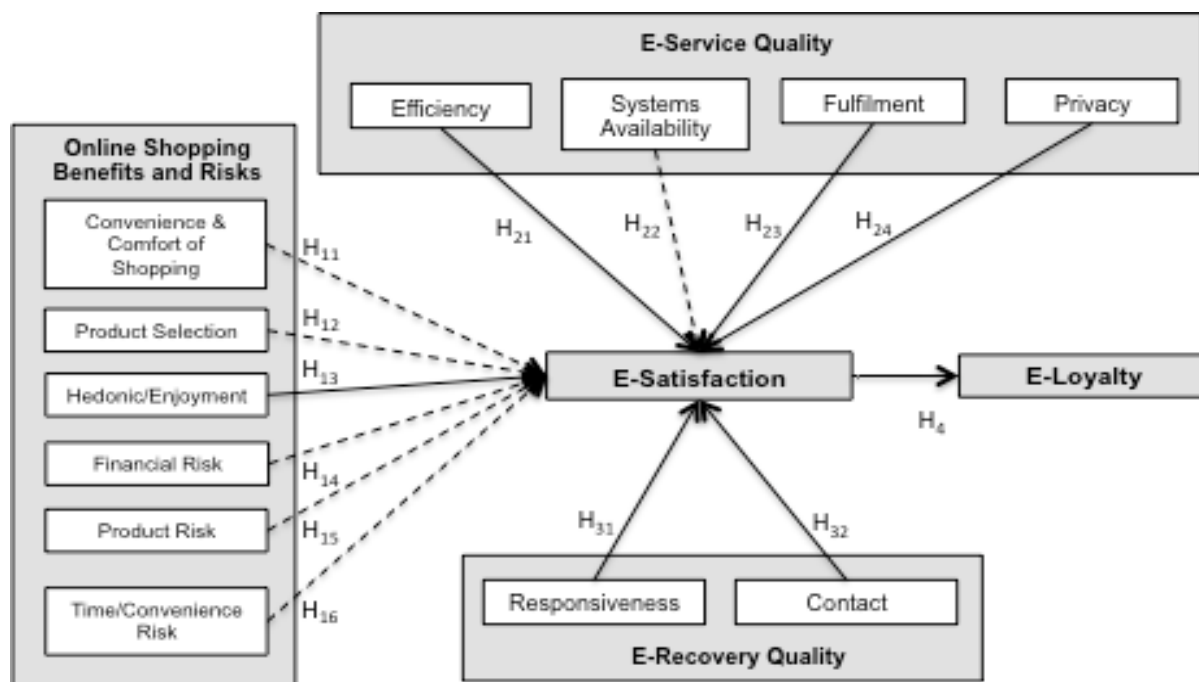 E-Service Quality
Efficiency
Systems
Availability
Fulfilment
Privacy
Online Shopping
Benefits and Risks
Convenience &
Comfort of
Shopping
Product Selection
Hedonic/Enjoyment
Financial Risk
Product Risk
Time/Convenience
Risk
H11
H12
H13
H14
H15
H16
H21
H22
H23
H24
E-Satisfaction
E-Loyalty
H4
H31
H32
Responsiveness
Contact
E-Recovery Quality